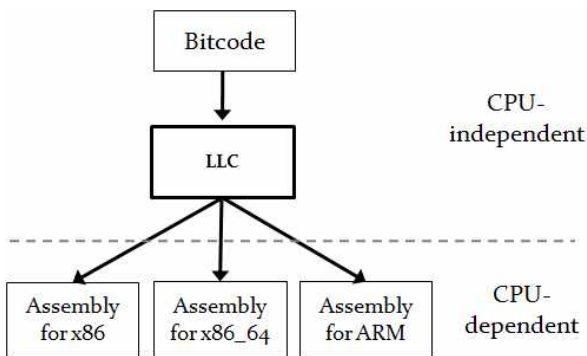 Bitcode
CPU-
independent
LLC
Assembly
for x86
Assembly
for x86_64
Assembly
for ARM
CPU-
dependent